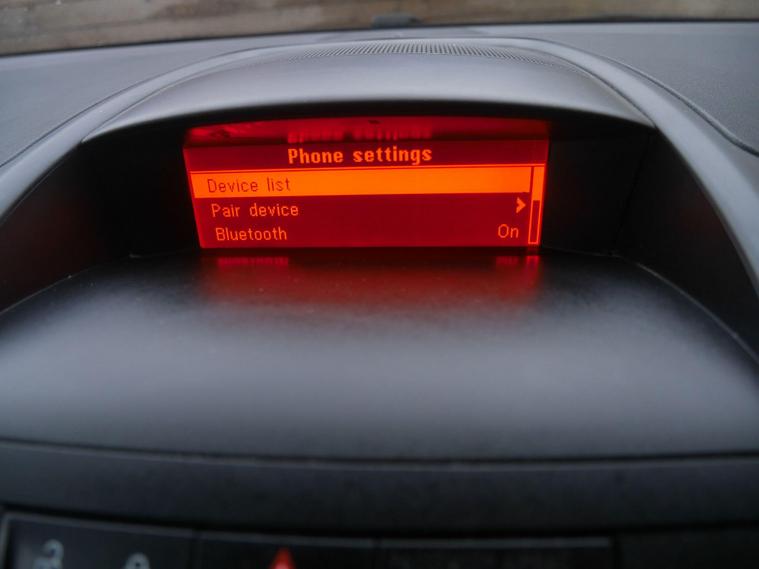 Phone settings
Device list
Pair device
Bluetooth On